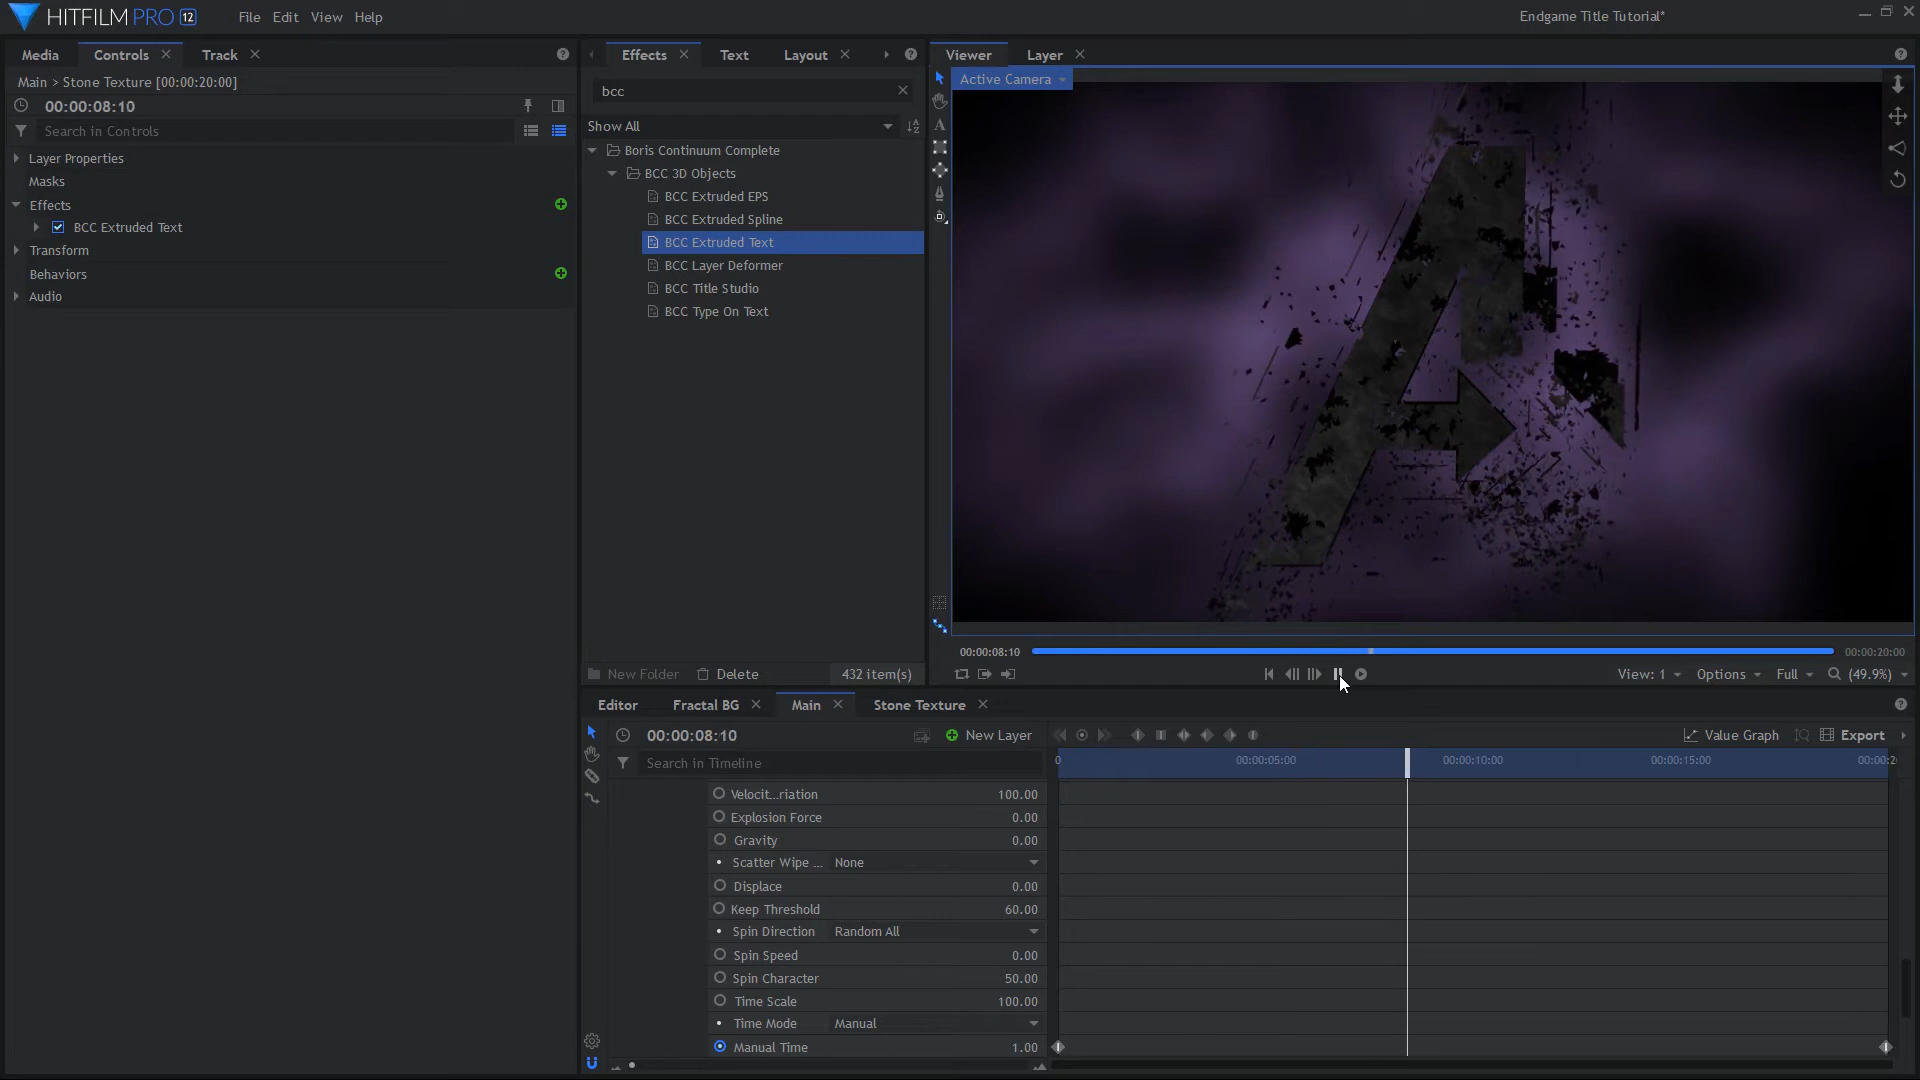 HITFILM PRO 12 File Edit View Help Endgame Title Tutorial*
Media Controls Track Effects Text Layout Viewer Layer
Main > Stone Texture [00:00:20:00]
00:00:08:10
Search in Controls
Layer Properties
Masks
Effects
BCC Extruded Text
Transform
Behaviors
Audio
bcc
Show All
Boris Continuum Complete
BCC 3D Objects
BCC Extruded EPS
BCC Extruded Spline
BCC Extruded Text
BCC Layer Deformer
BCC Title Studio
BCC Type On Text
New Folder Delete 432 item(s)
Active Camera
00:00:08:10 00:00:20:00
View: 1 Options Full (49.9%)
Editor Fractal BG Main Stone Texture
00:00:08:10 New Layer Value Graph Export
Search in Timeline 0 00:00:05:00 00:00:10:00 00:00:15:00 00:00:2
Velocit...riation 100.00
Explosion Force 0.00
Gravity 0.00
Scatter Wipe ... None
Displace 0.00
Keep Threshold 60.00
Spin Direction Random All
Spin Speed 0.00
Spin Character 50.00
Time Scale 100.00
Time Mode Manual
Manual Time 1.00